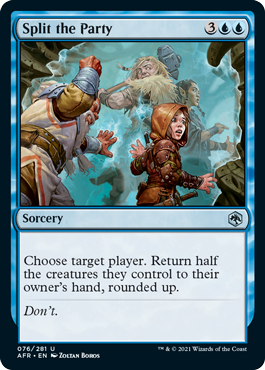 Split the Party 3
Sorcery
Choose target player. Return half
the creatures they control to their
owner's hand, rounded up.
Don't.
076/281 U
AFR • EN ZOLTAN BOROS
™ & © 2021 Wizards of the Coast